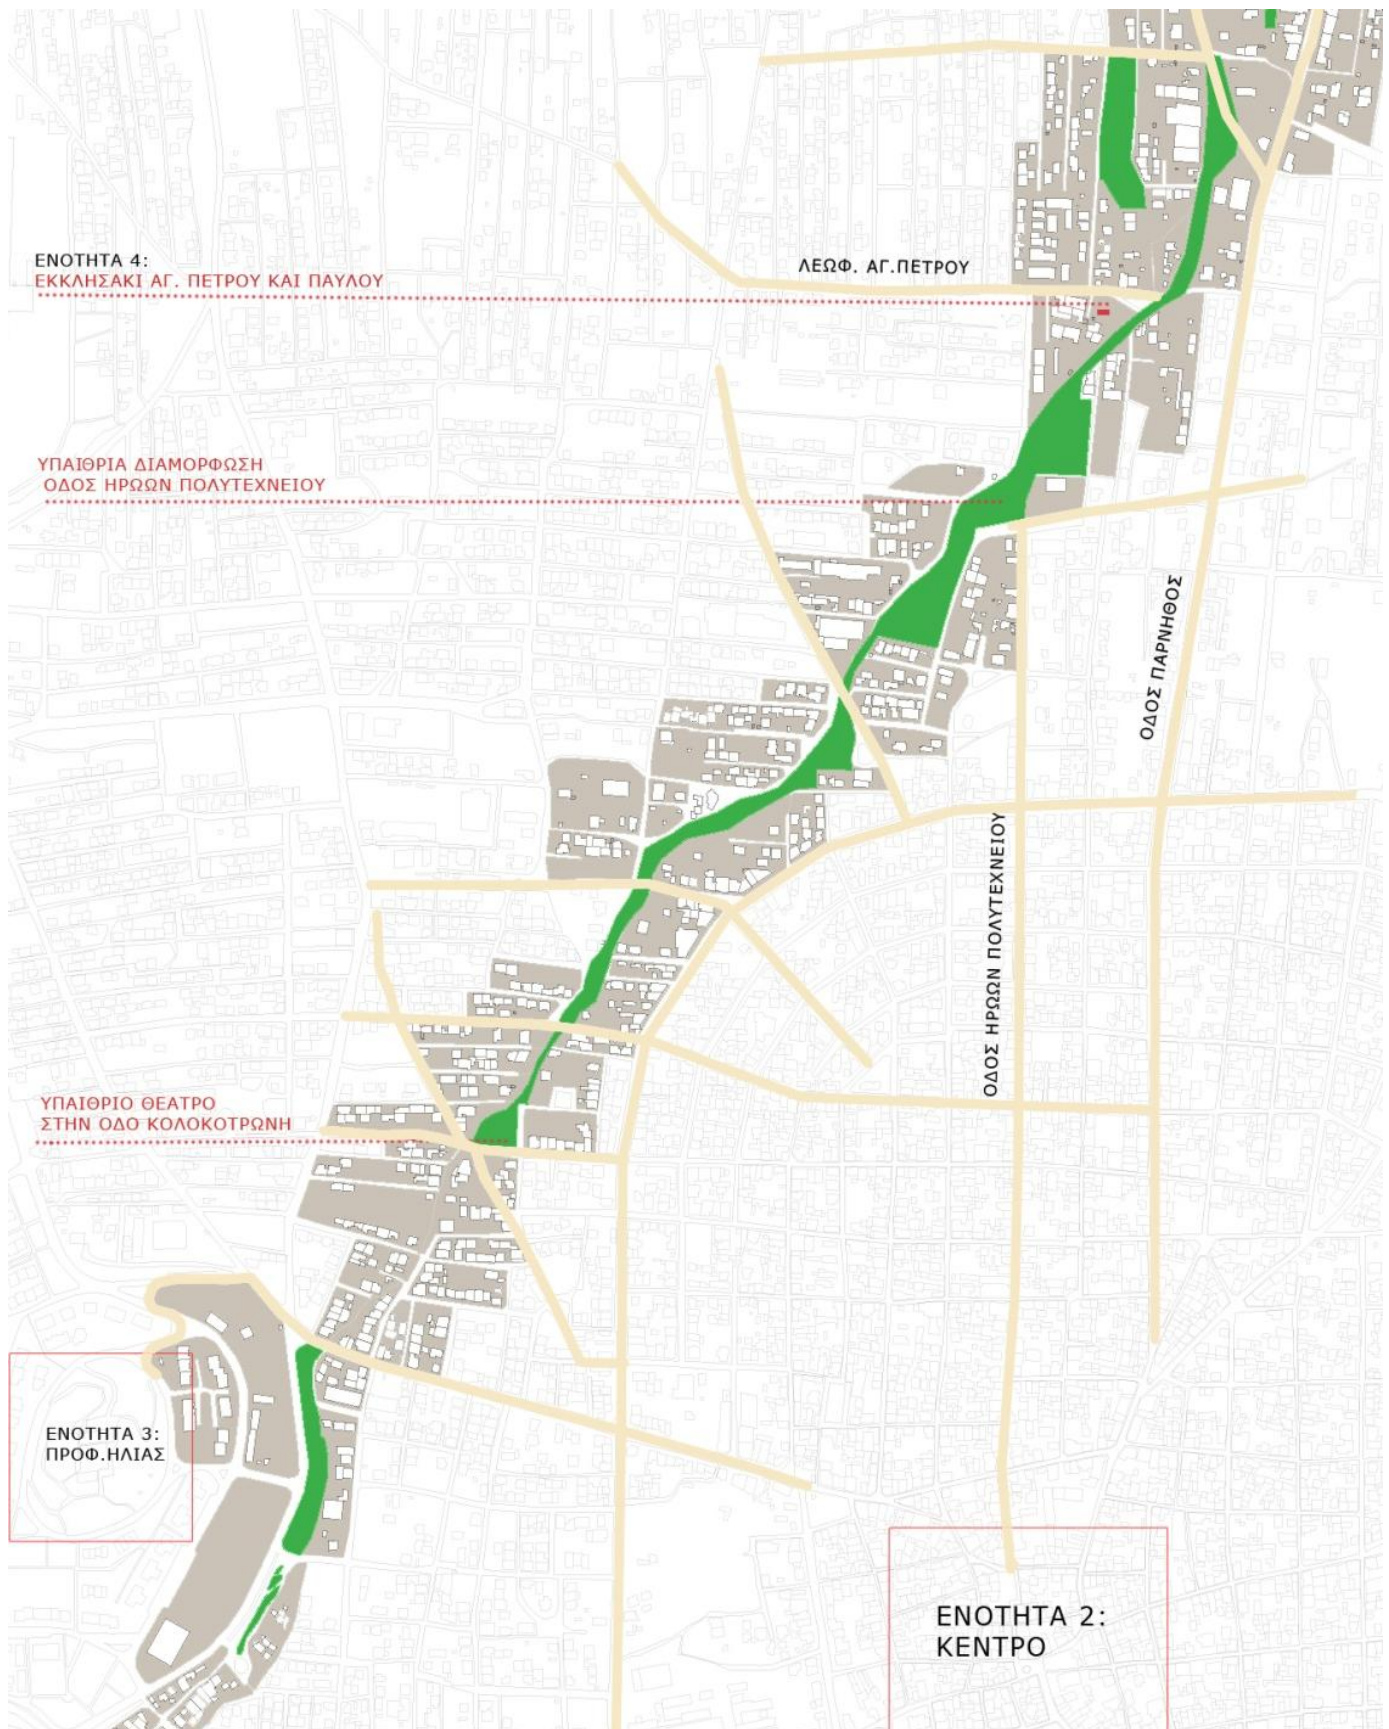 ΕΝΟΤΗΤΑ 4:
ΕΚΚΛΗΣΑΚΙ ΑΓ. ΠΕΤΡΟΥ ΚΑΙ ΠΑΥΛΟΥ
ΛΕΩΦ. ΑΓ.ΠΕΤΡΟΥ
ΥΠΑΙΘΡΙΑ ΔΙΑΜΟΡΦΩΣΗ
ΟΔΟΣ ΗΡΩΩΝ ΠΟΛΥΤΕΧΝΕΙΟΥ
ΟΔΟΣ ΠΑΡΝΗΘΟΣ
ΟΔΟΣ ΗΡΩΩΝ ΠΟΛΥΤΕΧΝΕΙΟΥ
ΥΠΑΙΘΡΙΟ ΘΕΑΤΡΟ
ΣΤΗΝ ΟΔΟ ΚΟΛΟΚΟΤΡΩΝΗ
ΕΝΟΤΗΤΑ 3:
ΠΡΟΦ.ΗΛΙΑΣ
ΕΝΟΤΗΤΑ 2:
ΚΕΝΤΡΟ